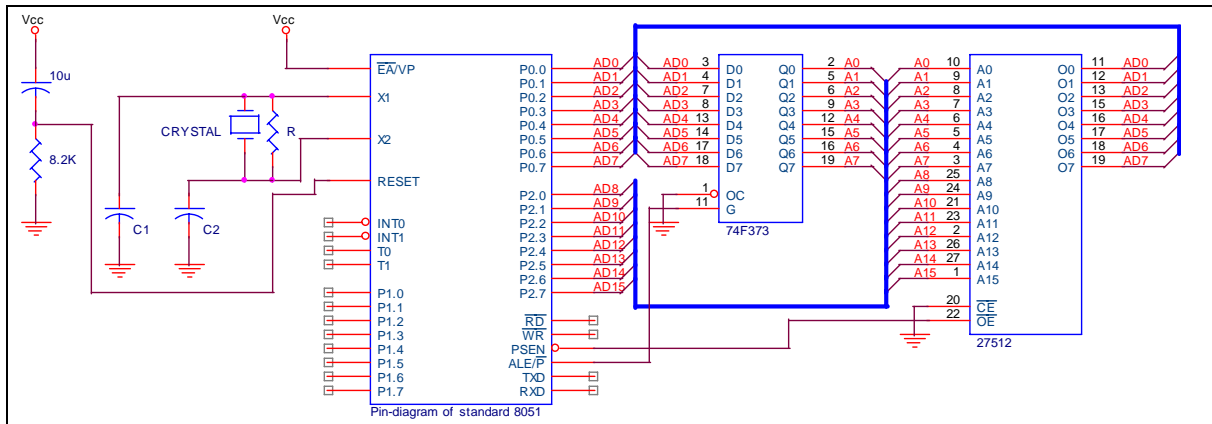 Vcc
Vcc
10u
8.2K
CRYSTAL
R
C1
C2
EA/VP
X1
X2
RESET
INT0
INT1
T0
T1
P1.0
P1.1
P1.2
P1.3
P1.4
P1.5
P1.6
P1.7
P0.0 AD0
P0.1 AD1
P0.2 AD2
P0.3 AD3
P0.4 AD4
P0.5 AD5
P0.6 AD6
P0.7 AD7
P2.0 AD8
P2.1 AD9
P2.2 AD10
P2.3 AD11
P2.4 AD12
P2.5 AD13
P2.6 AD14
P2.7 AD15
RD
WR
PSEN
ALE/P
TXD
RXD
Pin-diagram of standard 8051
AD0 3 D0 Q0 2 A0
AD1 4 D1 Q1 5 A1
AD2 7 D2 Q2 6 A2
AD3 8 D3 Q3 9 A3
AD4 13 D4 Q4 12 A4
AD5 14 D5 Q5 15 A5
AD6 17 D6 Q6 16 A6
AD7 18 D7 Q7 19 A7
1 OC
11 G
74F373
A0 10 A0 O0 11 AD0
A1 9 A1 O1 12 AD1
A2 8 A2 O2 13 AD2
A3 7 A3 O3 15 AD3
A4 6 A4 O4 16 AD4
A5 5 A5 O5 17 AD5
A6 4 A6 O6 18 AD6
A7 3 A7 O7 19 AD7
A8 25 A8
A9 24 A9
A10 21 A10
A11 23 A11
A12 2 A12
A13 26 A13
A14 27 A14
A15 1 A15
20 CE
22 OE
27512